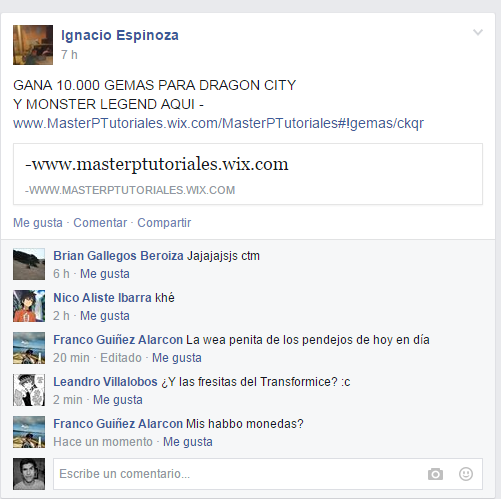 Ignacio Espinoza
7 h
GANA 10.000 GEMAS PARA DRAGON CITY
Y MONSTER LEGEND AQUI -
www.MasterPTutoriales.wix.com/MasterPTutoriales#!gemas/ckqr
-www.masterptutoriales.wix.com
-WWW.MASTERPTUTORIALES.WIX.COM
Me gusta · Comentar · Compartir
Brian Gallegos Beroiza Jajajajsjs ctm
6 h · Me gusta
Nico Aliste Ibarra khé
2 h · Me gusta
Franco Guiñez Alarcon La wea penita de los pendejos de hoy en día
20 min · Editado · Me gusta
Leandro Villalobos ¿Y las fresitas del Transformice? :c
2 min · Me gusta
Franco Guiñez Alarcon Mis habbo monedas?
Hace un momento · Me gusta
Escribe un comentario...